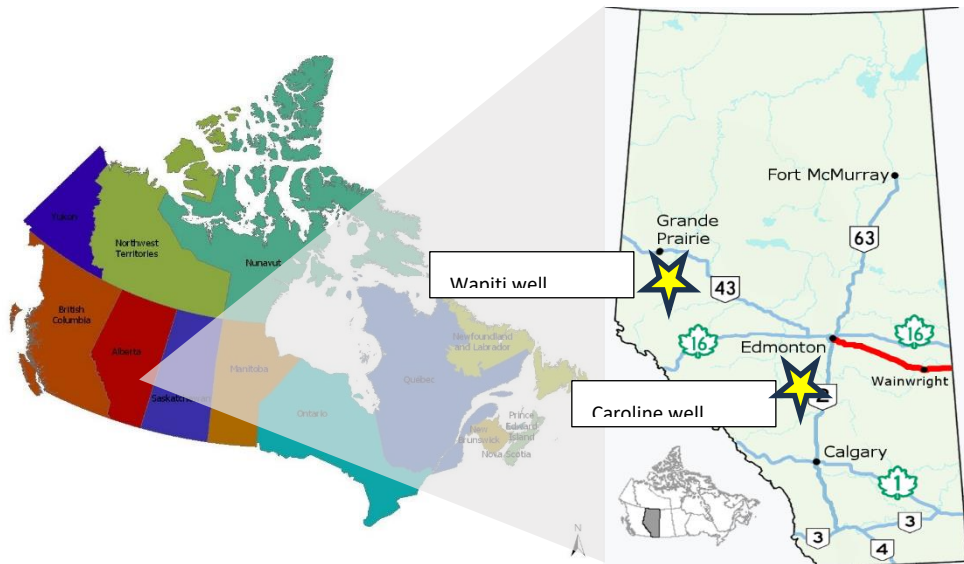 Yukon
Northwest
Territories
Nunavut
British
Columbia
Alberta
Saskatchewan
Manitoba
Ontario
Québec
Newfoundland
and Labrador
Prince
Edward
Island
New
Brunswick
Nova Scotia
N
Wapiti well
Caroline well
Fort McMurray
Grande
Prairie
63
43
16
16
Edmonton
Wainwright
2
Calgary
1
3
3
4